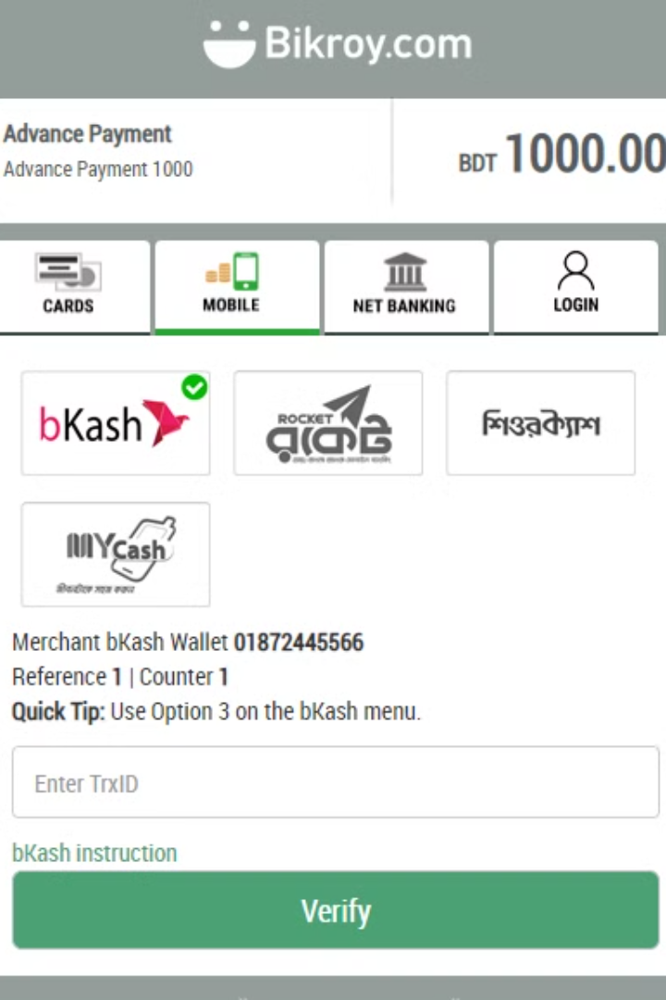 Bikroy.com
Advance Payment
Advance Payment 1000
BDT 1000.00
CARDS
MOBILE
NET BANKING
LOGIN
bKash
ROCKET
রকেট
শিওরক্যাশ
MYCash
Merchant bKash Wallet 01872445566
Reference 1 | Counter 1
Quick Tip: Use Option 3 on the bKash menu.
Enter TrxID
bKash instruction
Verify